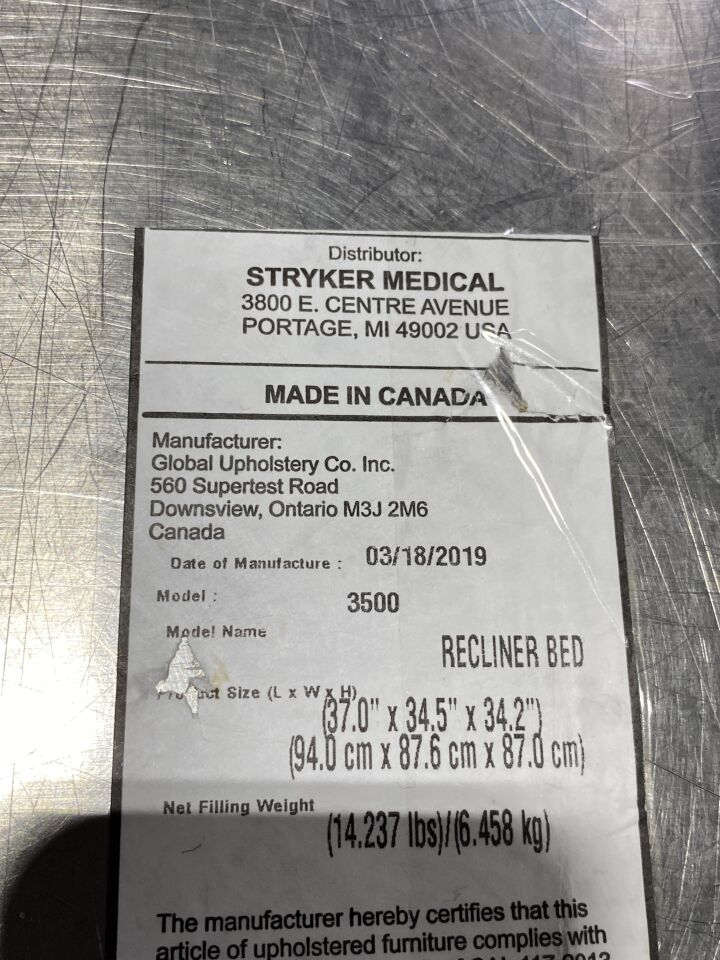 Distributor:
STRYKER MEDICAL
3800 E. CENTRE AVENUE
PORTAGE, MI 49002 USA
MADE IN CANADA
Manufacturer:
Global Upholstery Co. Inc.
560 Supertest Road
Downsview, Ontario M3J 2M6
Canada
Date of Manufacture : 03/18/2019
Model : 3500
Model Name RECLINER BED
Size (L x W x H)
(37.0" x 34.5" x 34.2")
(94.0 cm x 87.6 cm x 87.0 cm)
Net Filling Weight
(14.237 lbs)/(6.458 kg)
The manufacturer hereby certifies that this
article of upholstered furniture complies with